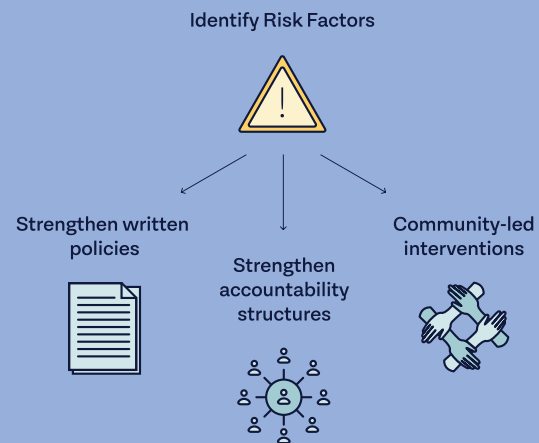 Identify Risk Factors
Strengthen written
policies
Strengthen
accountability
structures
Community-led
interventions